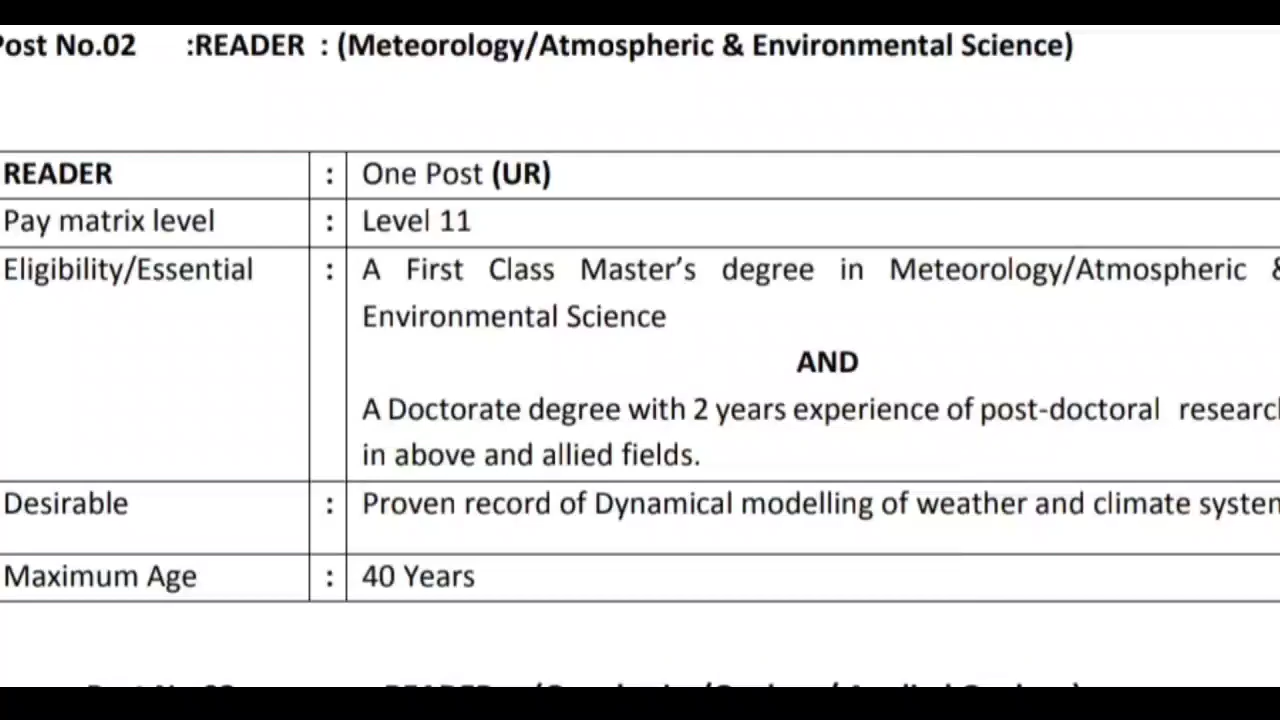 Post No.02 :READER : (Meteorology/Atmospheric & Environmental Science)
READER : One Post (UR)
Pay matrix level : Level 11
Eligibility/Essential : A First Class Master's degree in Meteorology/Atmospheric &
Environmental Science
AND
A Doctorate degree with 2 years experience of post-doctoral research
in above and allied fields.
Desirable : Proven record of Dynamical modelling of weather and climate system
Maximum Age : 40 Years